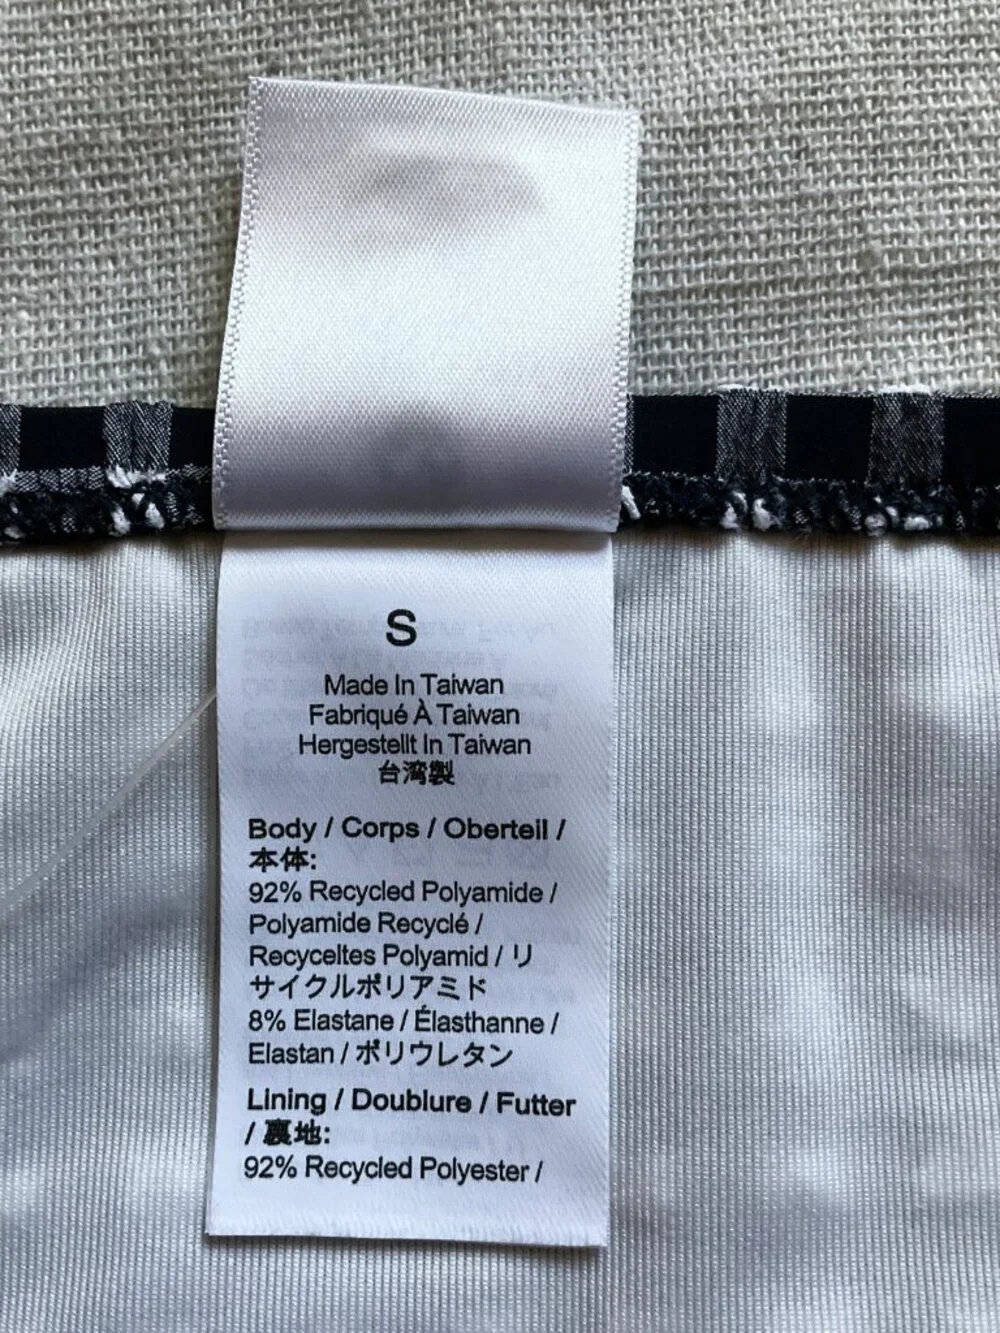 S
Made In Taiwan
Fabriqué À Taiwan
Hergestellt In Taiwan
台湾製
Body / Corps / Oberteil /
本体:
92% Recycled Polyamide /
Polyamide Recyclé /
Recyceltes Polyamid / リ
サイクルポリアミド
8% Elastane / Élasthanne /
Elastan / ポリウレタン
Lining / Doublure / Futter
/ 裏地:
92% Recycled Polyester /